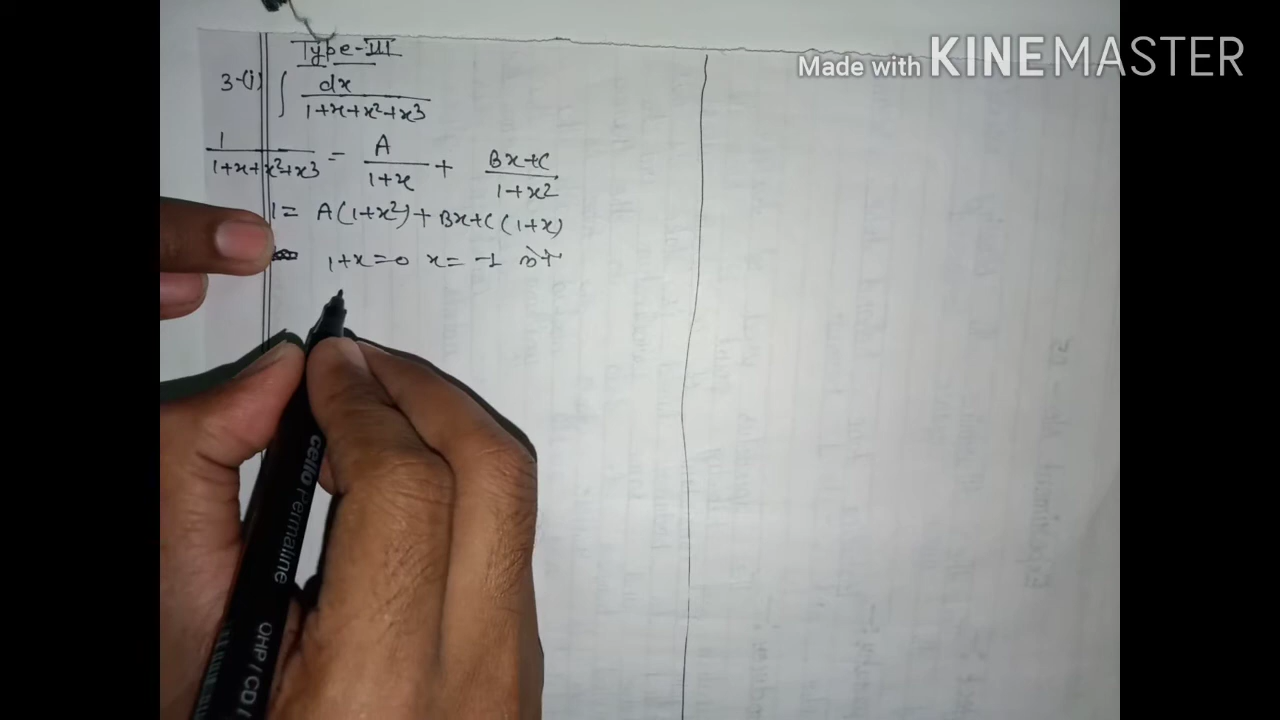 Made with KINEMASTER
Type-III
3-(i) ∫ dx / (1+x+x²+x³)
1 / (1+x+x²+x³) = A / (1+x) + Bx+C / (1+x²)
1 = A(1+x²) + Bx+C (1+x)
1+x=0 x= -1
cello Permaline OHP / CD /